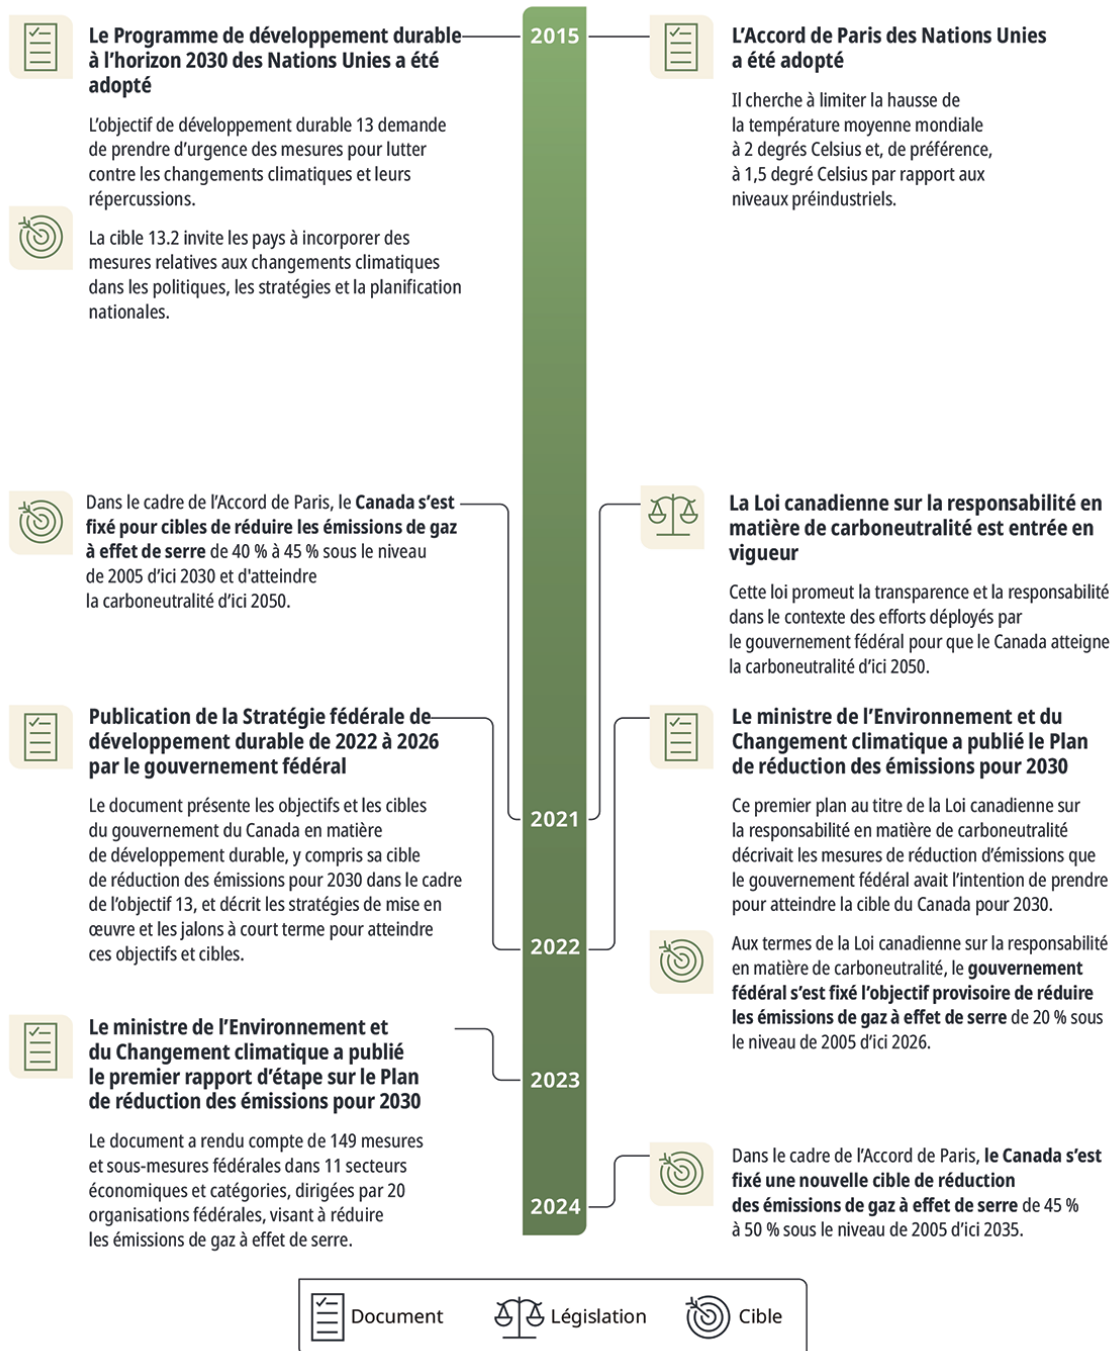 Le Programme de développement durable
à l'horizon 2030 des Nations Unies a été
adopté
L'objectif de développement durable 13 demande
de prendre d'urgence des mesures pour lutter
contre les changements climatiques et leurs
répercussions.
La cible 13.2 invite les pays à incorporer des
mesures relatives aux changements climatiques
dans les politiques, les stratégies et la planification
nationales.
2015
L'Accord de Paris des Nations Unies
a été adopté
Il cherche à limiter la hausse de
la température moyenne mondiale
à 2 degrés Celsius et, de préférence,
à 1,5 degré Celsius par rapport aux
niveaux préindustriels.
Dans le cadre de l'Accord de Paris, le Canada s'est
fixé pour cibles de réduire les émissions de gaz
à effet de serre de 40 % à 45 % sous le niveau
de 2005 d'ici 2030 et d'atteindre
la carboneutralité d'ici 2050.
La Loi canadienne sur la responsabilité en
matière de carboneutralité est entrée en
vigueur
Cette loi promeut la transparence et la responsabilité
dans le contexte des efforts déployés par
le gouvernement fédéral pour que le Canada atteigne
la carboneutralité d'ici 2050.
2021
Publication de la Stratégie fédérale de
développement durable de 2022 à 2026
par le gouvernement fédéral
Le document présente les objectifs et les cibles
du gouvernement du Canada en matière
de développement durable, y compris sa cible
de réduction des émissions pour 2030 dans le cadre
de l'objectif 13, et décrit les stratégies de mise en
œuvre et les jalons à court terme pour atteindre
ces objectifs et cibles.
2022
Le ministre de l'Environnement et du
Changement climatique a publié le Plan
de réduction des émissions pour 2030
Ce premier plan au titre de la Loi canadienne sur
la responsabilité en matière de carboneutralité
décrivait les mesures de réduction d'émissions que
le gouvernement fédéral avait l'intention de prendre
pour atteindre la cible du Canada pour 2030.
Aux termes de la Loi canadienne sur la responsabilité
en matière de carboneutralité, le gouvernement
fédéral s'est fixé l'objectif provisoire de réduire
les émissions de gaz à effet de serre de 20 % sous
le niveau de 2005 d'ici 2026.
Le ministre de l'Environnement et
du Changement climatique a publié
le premier rapport d'étape sur le Plan
de réduction des émissions pour 2030
Le document a rendu compte de 149 mesures
et sous-mesures fédérales dans 11 secteurs
économiques et catégories, dirigées par 20
organisations fédérales, visant à réduire
les émissions de gaz à effet de serre.
2023
2024
Dans le cadre de l'Accord de Paris, le Canada s'est
fixé une nouvelle cible de réduction
des émissions de gaz à effet de serre de 45 %
à 50 % sous le niveau de 2005 d'ici 2035.
Document
Législation
Cible